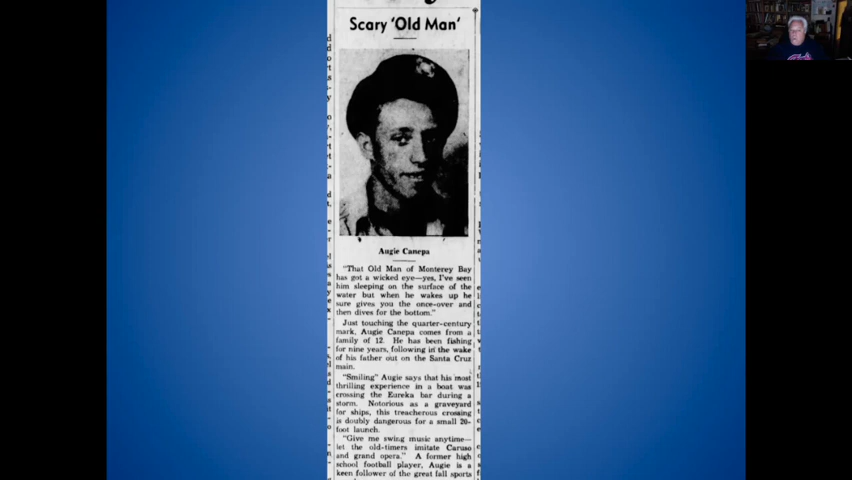 Scary 'Old Man'
Augie Canepa
"That Old Man of Monterey Bay
has got a wicked eye—yes, I've seen
him sleeping on the surface of the
water but when he wakes up he
sure gives you the once-over and
then dives for the bottom."
Just touching the quarter-century
mark, Augie Canepa comes from a
family of 12. He has been fishing
for nine years, following in the wake
of his father out on the Santa Cruz
main.
"Smiling" Augie says that his most
thrilling experience in a boat was
crossing the Eureka bar during a
storm. Notorious as a graveyard
for ships, this treacherous crossing
is doubly dangerous for a small 20-
foot launch.
"Give me swing music anytime—
let the old-timers imitate Caruso
and grand opera." A former high
school football player, Augie is a
keen follower of the great fall sports